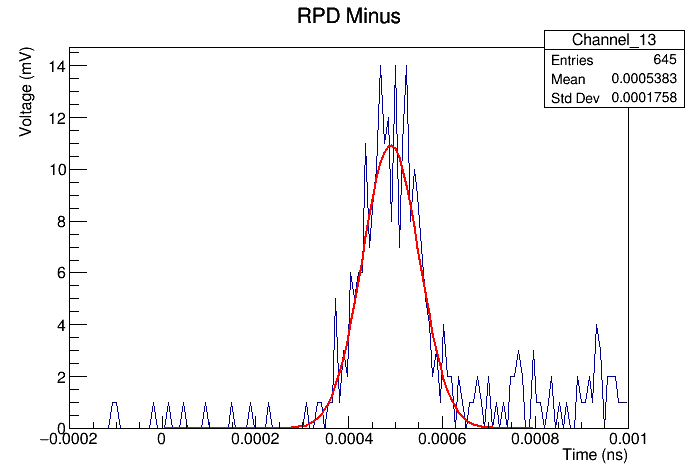 RPD Minus
Channel_13
Entries 645
Mean 0.0005383
Std Dev 0.0001758
Voltage (mV)
14
12
10
8
6
4
2
0
−0.0002 0 0.0002 0.0004 0.0006 0.0008 0.001
Time (ns)